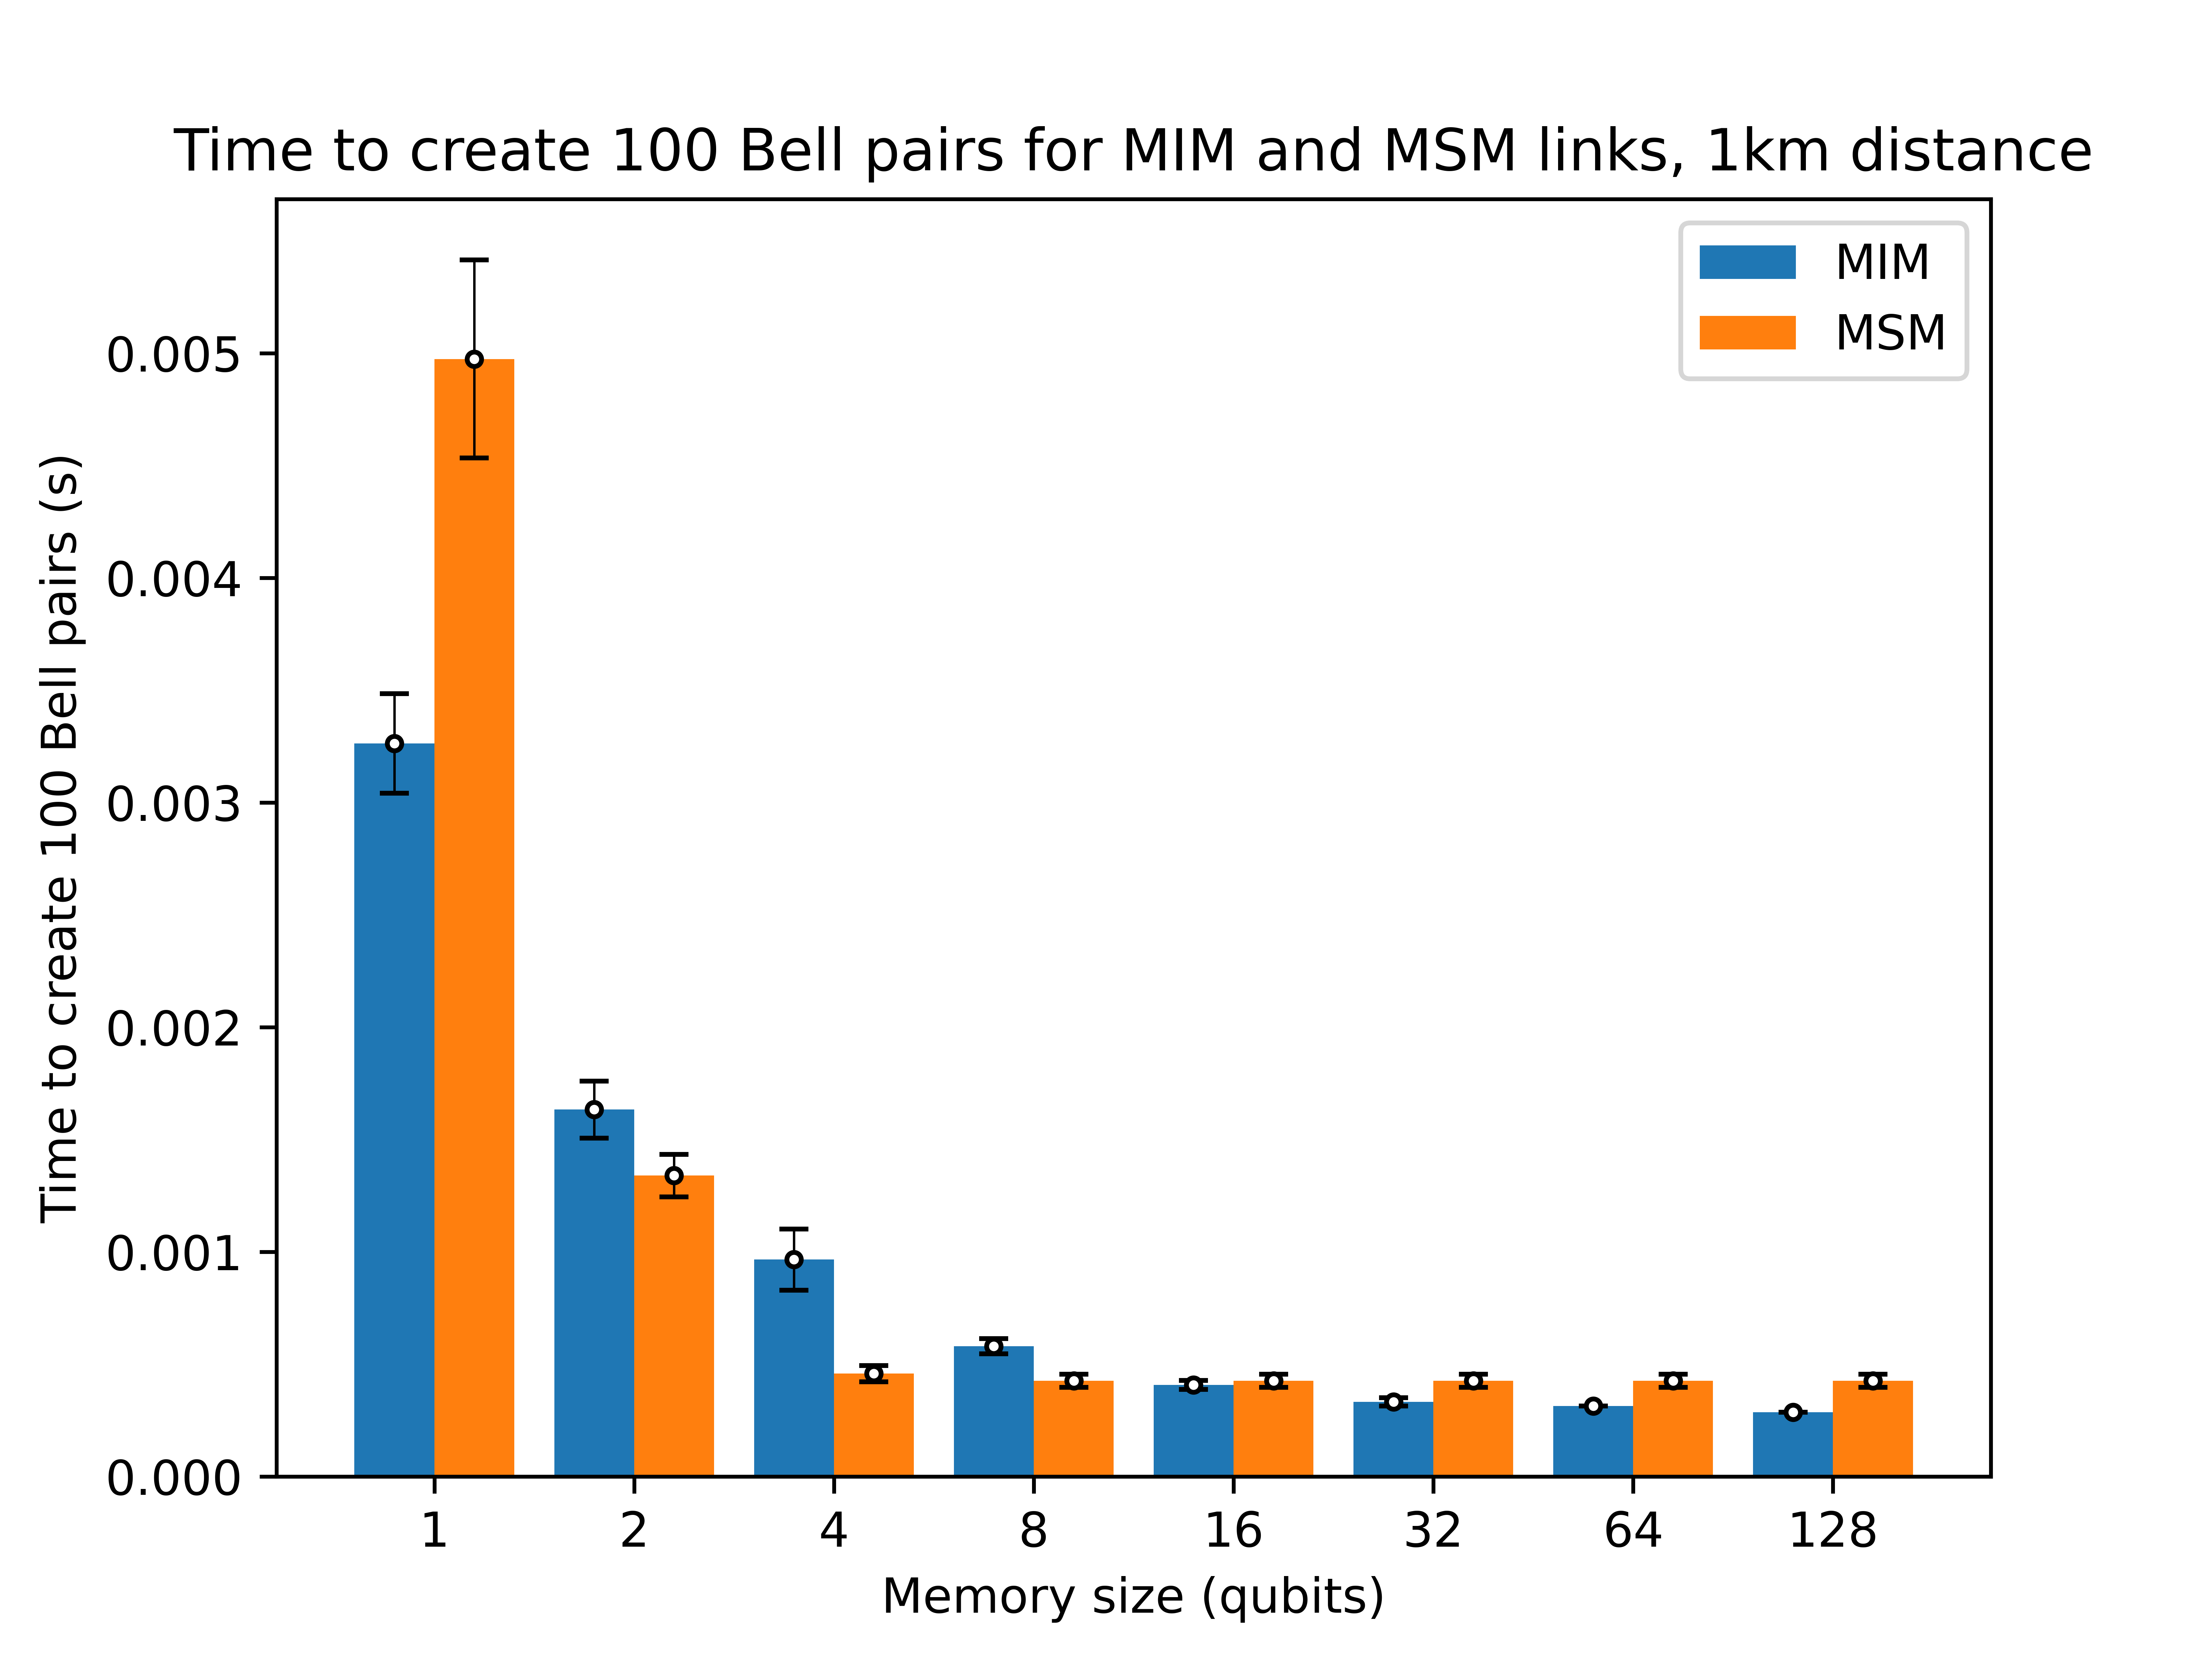 Time to create 100 Bell pairs for MIM and MSM links, 1km distance
MIM
MSM
Time to create 100 Bell pairs (s)
0.005
0.004
0.003
0.002
0.001
0.000
1 2 4 8 16 32 64 128
Memory size (qubits)